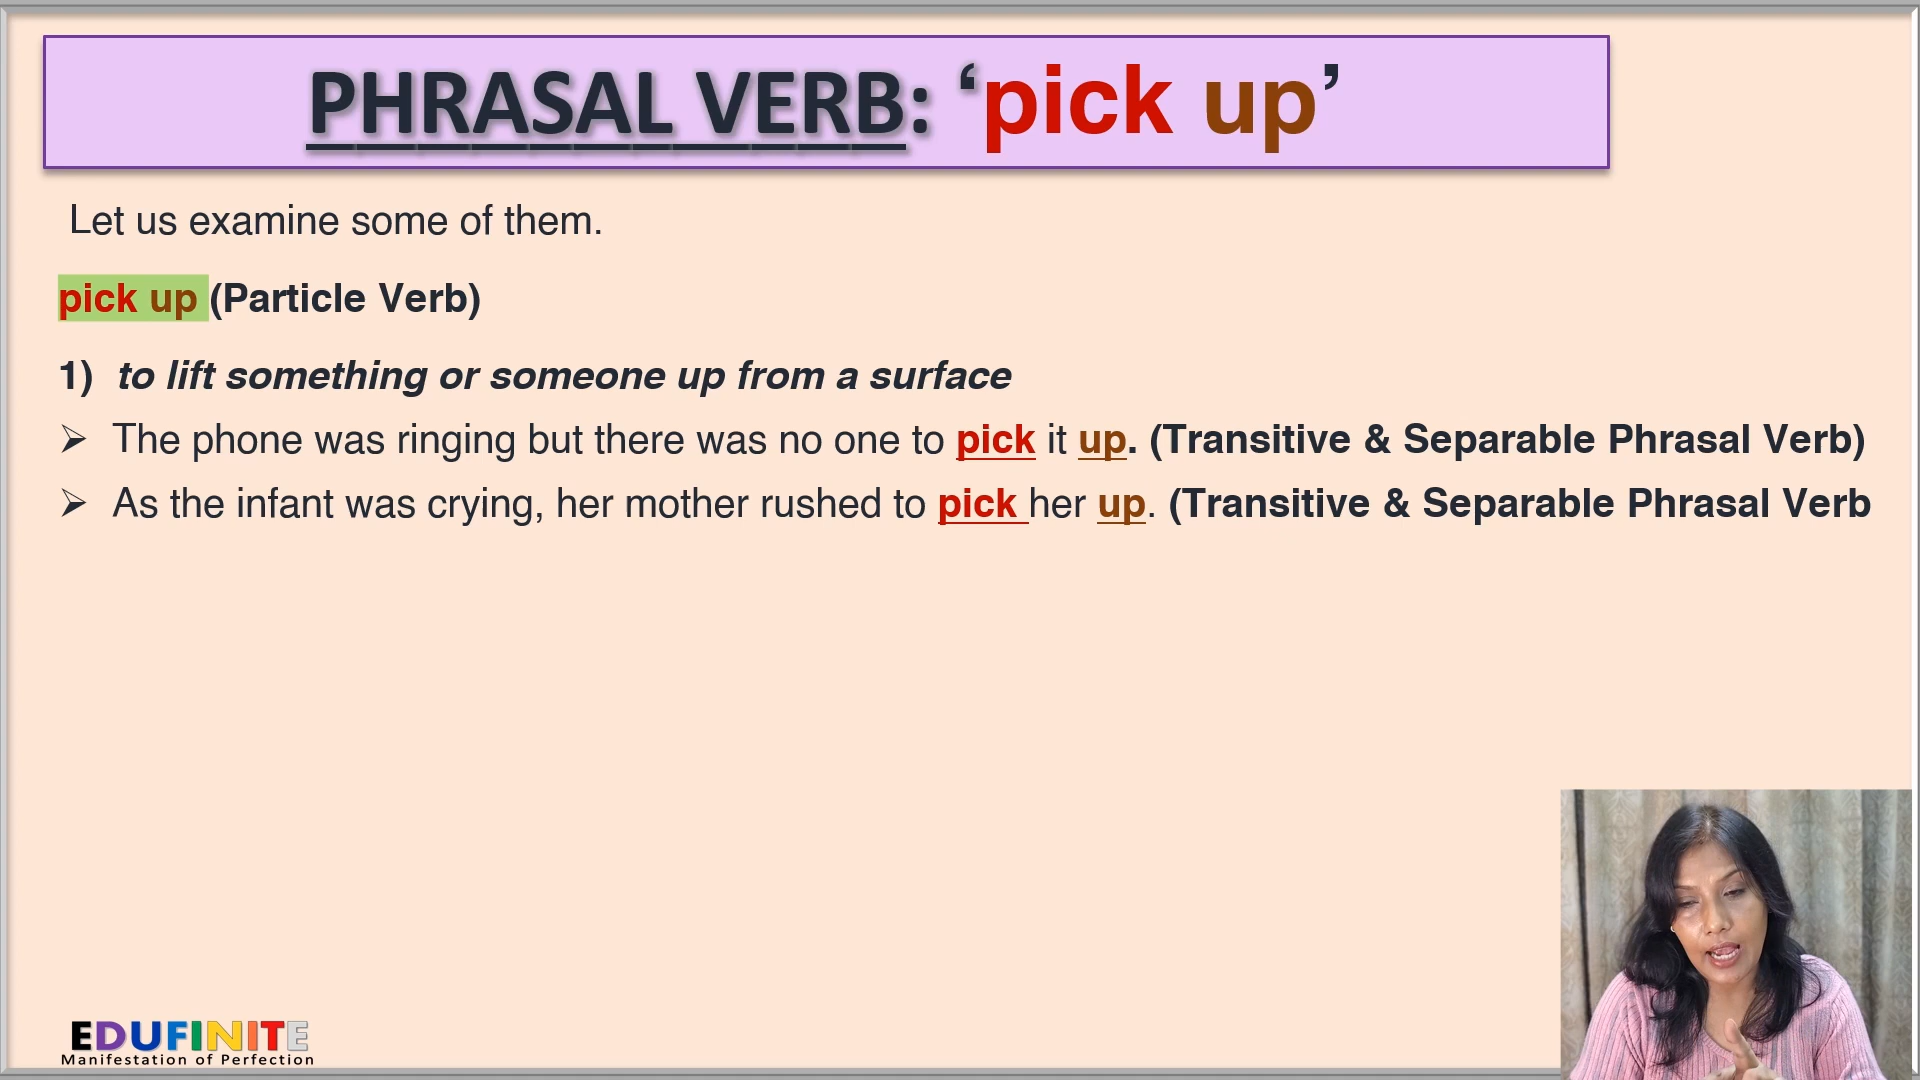 PHRASAL VERB: ‘pick up’
Let us examine some of them.
pick up (Particle Verb)
1) to lift something or someone up from a surface
➢ The phone was ringing but there was no one to pick it up. (Transitive & Separable Phrasal Verb)
➢ As the infant was crying, her mother rushed to pick her up. (Transitive & Separable Phrasal Verb
EDUFINITE
Manifestation of Perfection